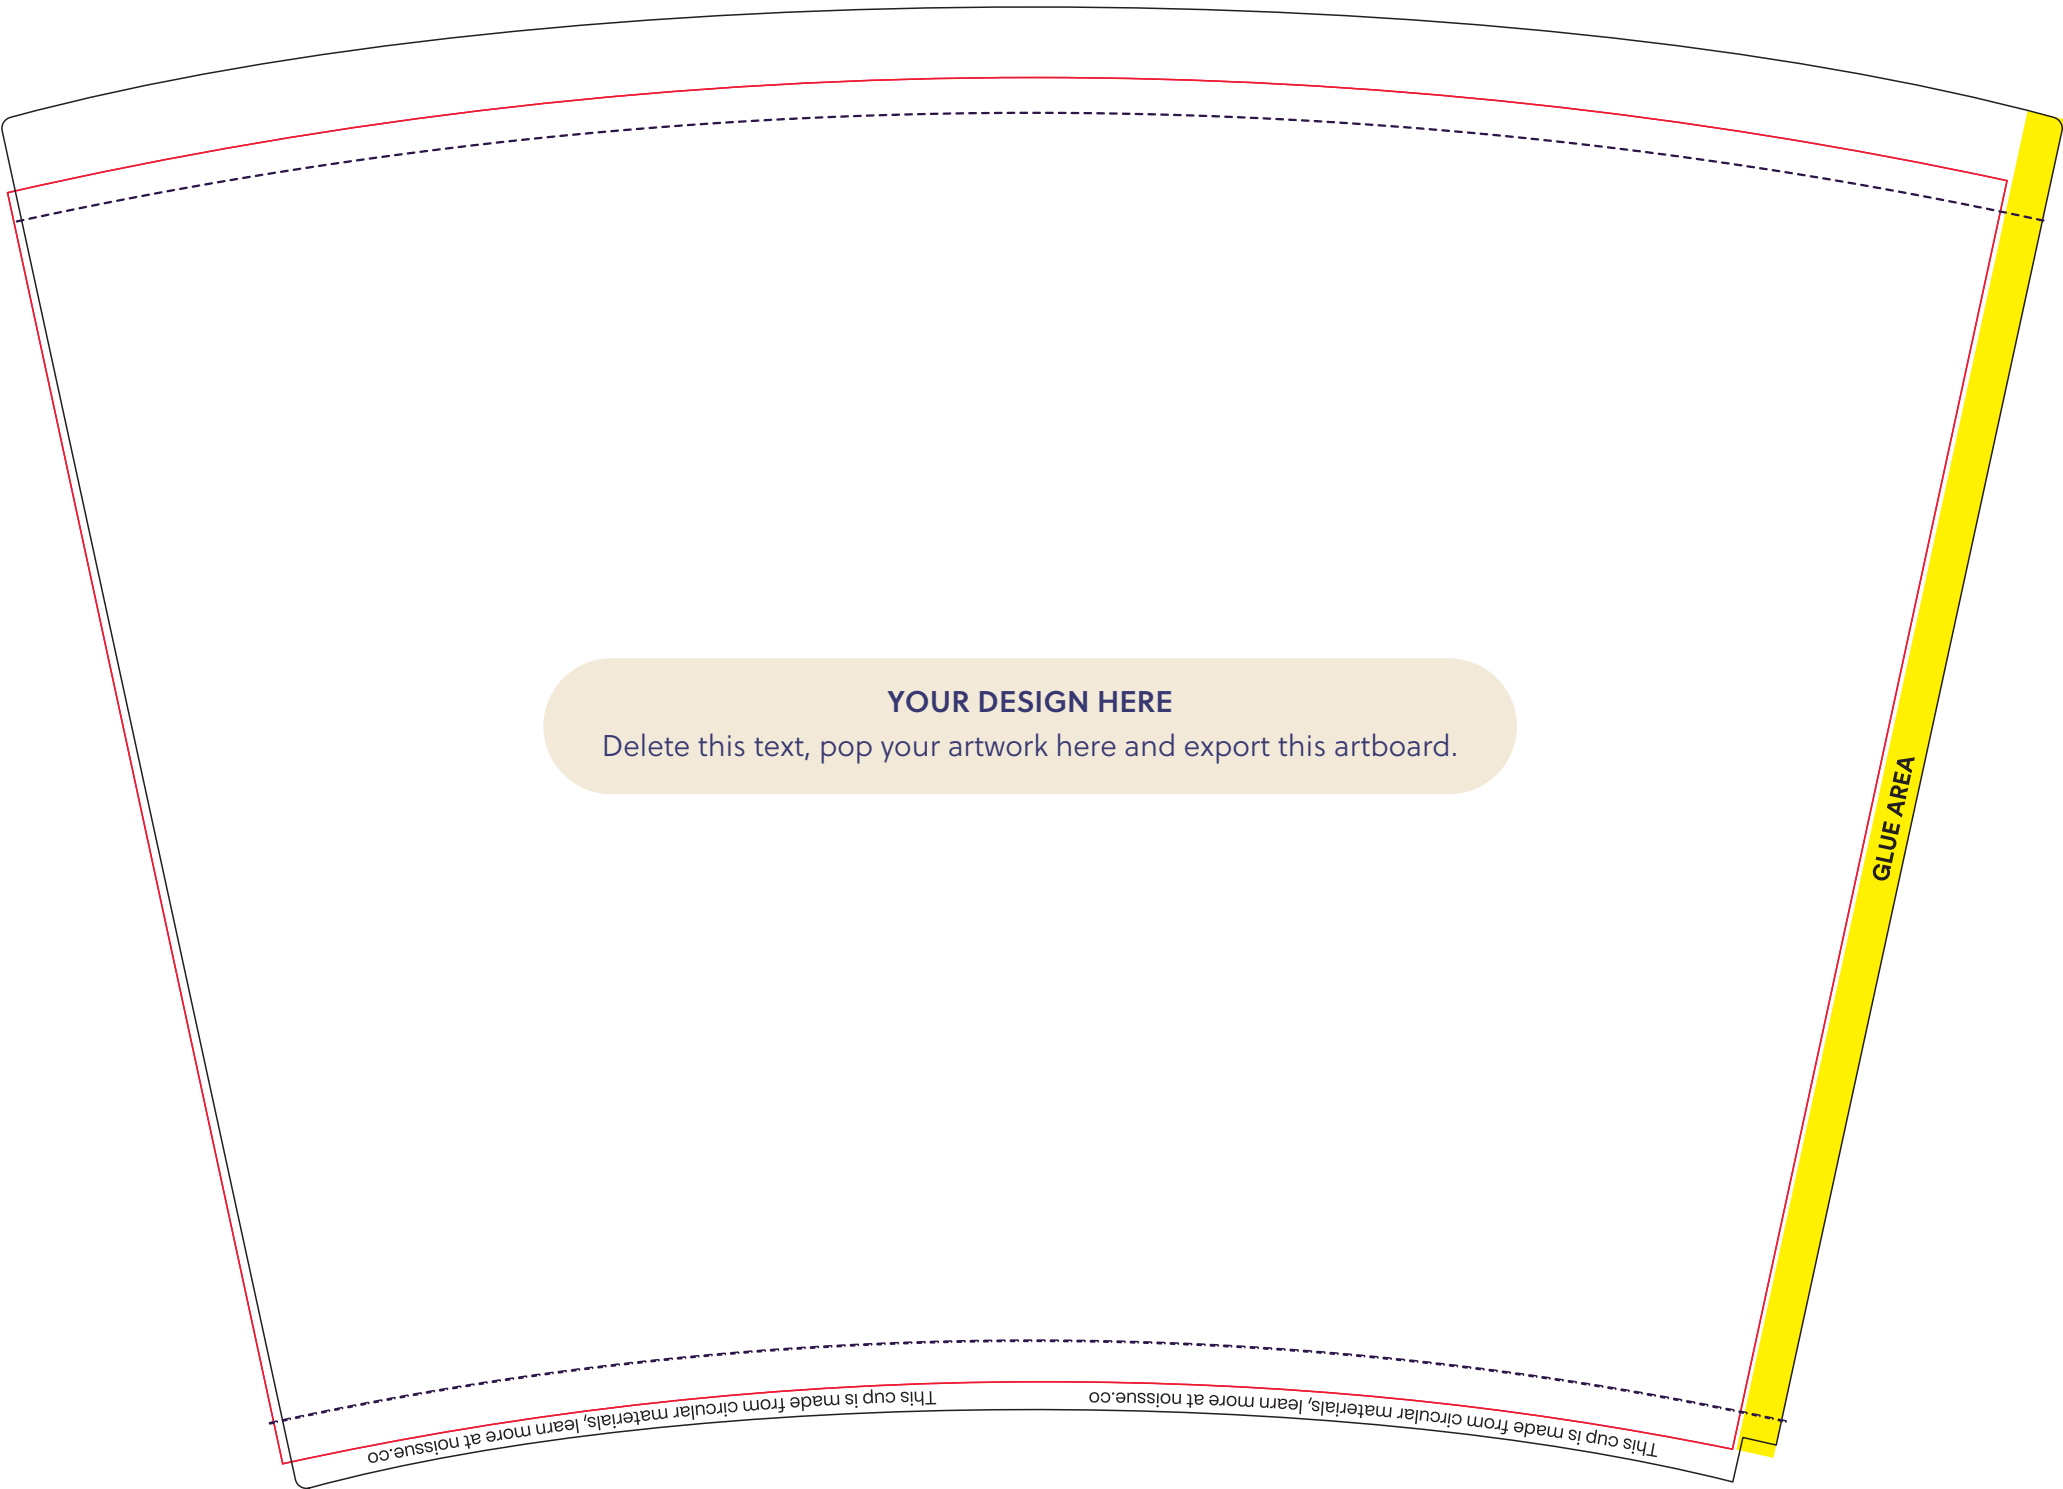 YOUR DESIGN HERE
Delete this text, pop your artwork here and export this artboard.
GLUE AREA
This cup is made from circular materials, learn more at noissue.co
This cup is made from circular materials, learn more at noissue.co